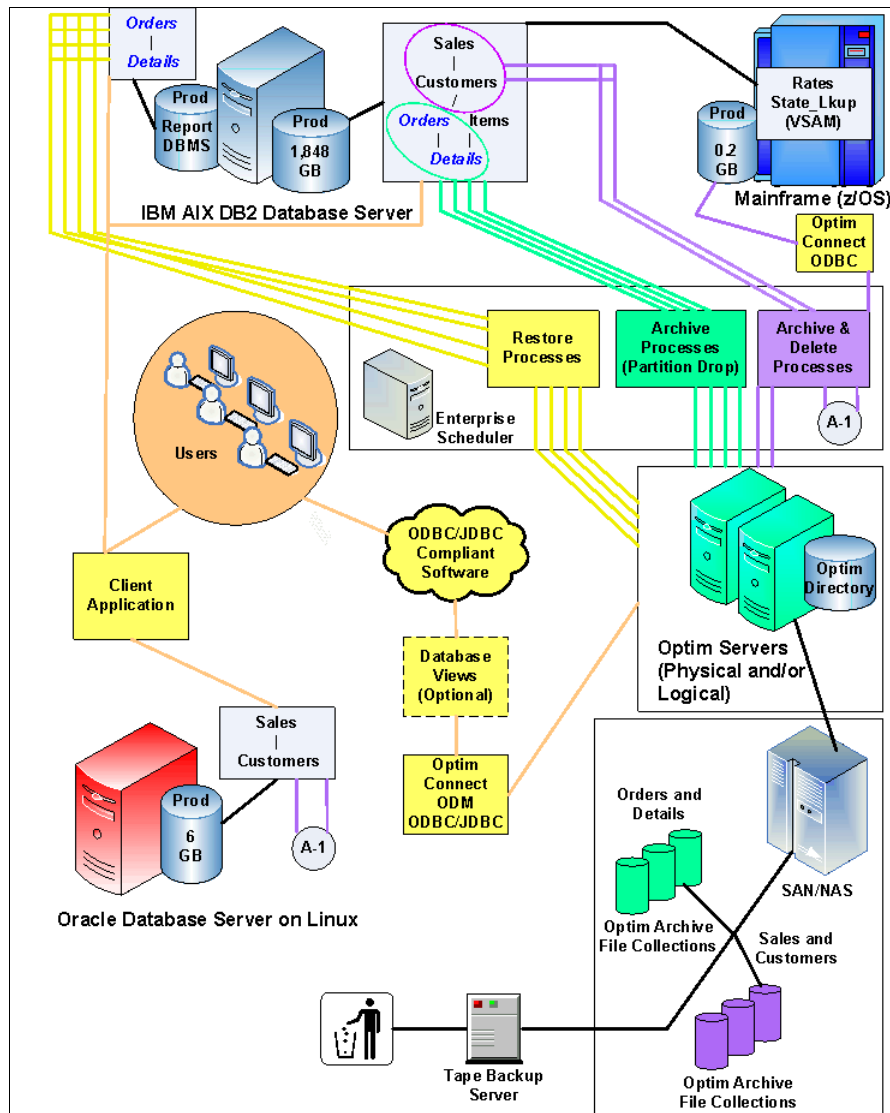 Orders
Details
Prod
Report
DBMS
Prod
1,848
GB
IBM AIX DB2 Database Server
Sales
Customers
Orders
Items
Details
Rates
State_Lkup
(VSAM)
Prod
0.2
GB
Mainframe (z/OS)
Optim
Connect
ODBC
Restore
Processes
Archive
Processes
(Partition Drop)
Archive &
Delete
Processes
A-1
Enterprise
Scheduler
Users
ODBC/JDBC
Compliant
Software
Client
Application
Database
Views
(Optional)
Optim
Directory
Optim Servers
(Physical and/or
Logical)
Sales
Customers
Prod
6
GB
A-1
Oracle Database Server on Linux
Optim
Connect
ODM
ODBC/JDBC
Orders and
Details
Optim Archive
File Collections
SAN/NAS
Sales and
Customers
Optim Archive
File Collections
Tape Backup
Server